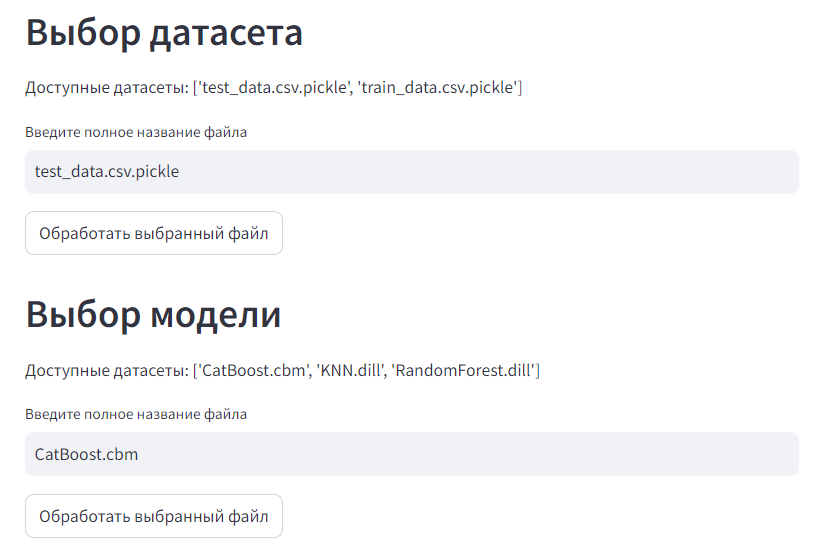 Выбор датасета
Доступные датасеты: ['test_data.csv.pickle', 'train_data.csv.pickle']
Введите полное название файла
test_data.csv.pickle
Обработать выбранный файл
Выбор модели
Доступные датасеты: ['CatBoost.cbm', 'KNN.dill', 'RandomForest.dill']
Введите полное название файла
CatBoost.cbm
Обработать выбранный файл